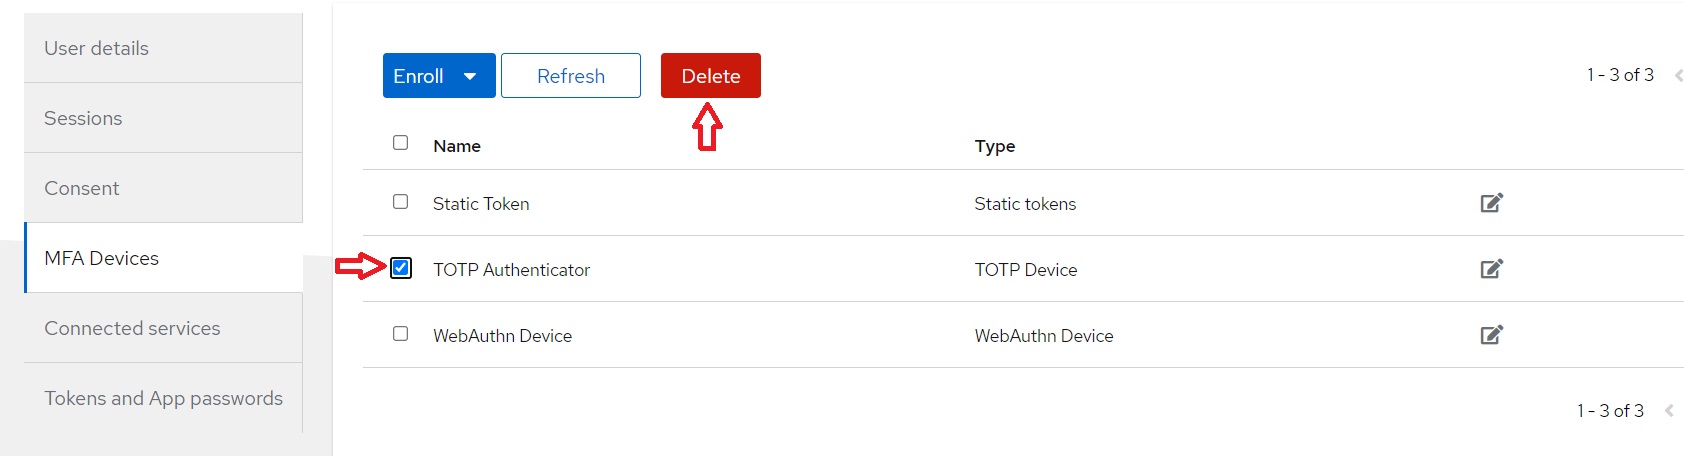 User details
Sessions
Consent
MFA Devices
Connected services
Tokens and App passwords
Enroll Refresh Delete 1 - 3 of 3
Name Type
Static Token Static tokens
TOTP Authenticator TOTP Device
WebAuthn Device WebAuthn Device
1 - 3 of 3